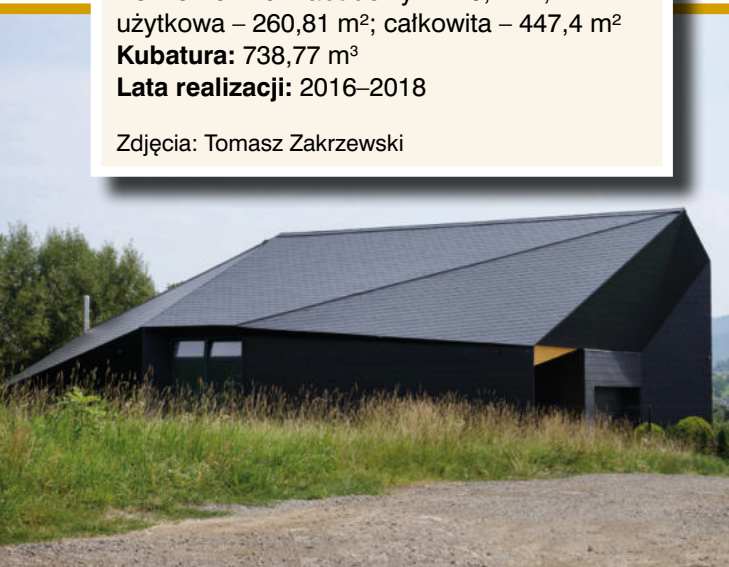 użytkowa – 260,81 m²; całkowita – 447,4 m²
Kubatura: 738,77 m³
Lata realizacji: 2016–2018
Zdjęcia: Tomasz Zakrzewski